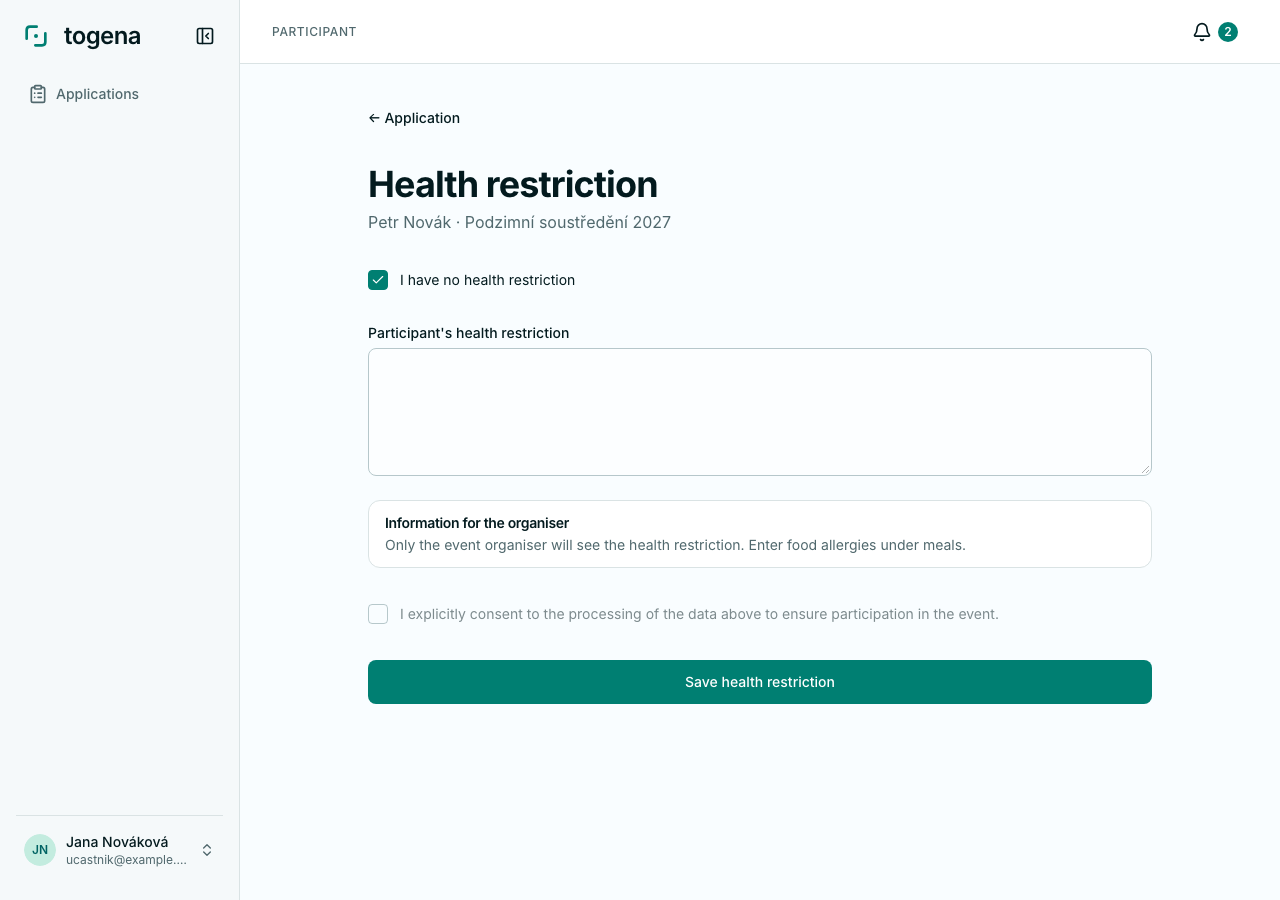 togena
PARTICIPANT
2
Applications
← Application
Health restriction
Petr Novák · Podzimní soustředění 2027
I have no health restriction
Participant's health restriction
Information for the organiser
Only the event organiser will see the health restriction. Enter food allergies under meals.
I explicitly consent to the processing of the data above to ensure participation in the event.
Save health restriction
JN
Jana Nováková
ucastnik@example....